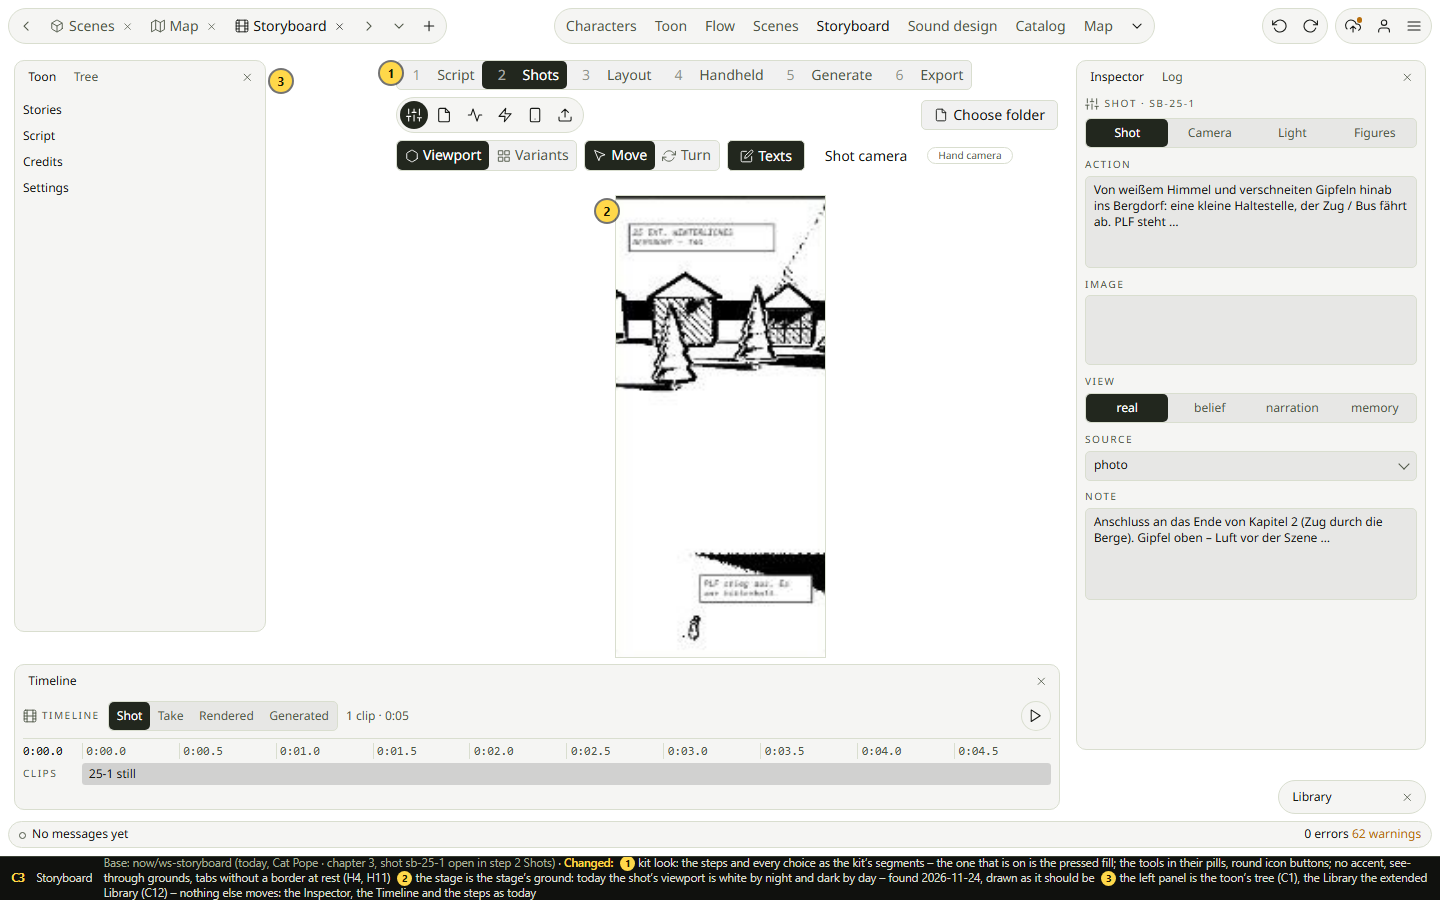 Scenes
Map
Storyboard
Characters
Toon
Flow
Scenes
Storyboard
Sound design
Catalog
Map
Toon
Tree
3
Stories
Script
Credits
Settings
1
1 Script
2 Shots
3 Layout
4 Handheld
5 Generate
6 Export
Choose folder
Viewport
Variants
Move
Turn
Texts
Shot camera
Hand camera
2
25 EXT. WINTERLICHES
BERGDORF – TAG
Inspector
Log
SHOT · SB-25-1
Shot
Camera
Light
Figures
ACTION
Von weißem Himmel und verschneiten Gipfeln hinab
ins Bergdorf: eine kleine Haltestelle, der Zug / Bus fährt
ab. PLF steht ...
IMAGE
VIEW
real
belief
narration
memory
SOURCE
photo
NOTE
Anschluss an das Ende von Kapitel 2 (Zug durch die
Berge). Gipfel oben – Luft vor der Szene ...
Timeline
TIMELINE
Shot
Take
Rendered
Generated
1 clip · 0:05
0:00.0
0:00.0
0:00.5
0:01.0
0:01.5
0:02.0
0:02.5
0:03.0
0:03.5
0:04.0
0:04.5
CLIPS
25-1 still
Library
No messages yet
0 errors 62 warnings
C3 Storyboard
Base: now/ws-storyboard (today, Cat Pope · chapter 3, shot sb-25-1 open in step 2 Shots) · Changed: 1 kit look: the steps and every choice as the kit's segments – the one that is on is the pressed fill; the tools in their pills, round icon buttons; no accent, see-
through grounds, tabs without a border at rest (H4, H11) 2 the stage is the stage's ground: today the shot's viewport is white by night and dark by day – found 2026-11-24, drawn as it should be 3 the left panel is the toon's tree (C1), the Library the extended
Library (C12) – nothing else moves: the Inspector, the Timeline and the steps as today